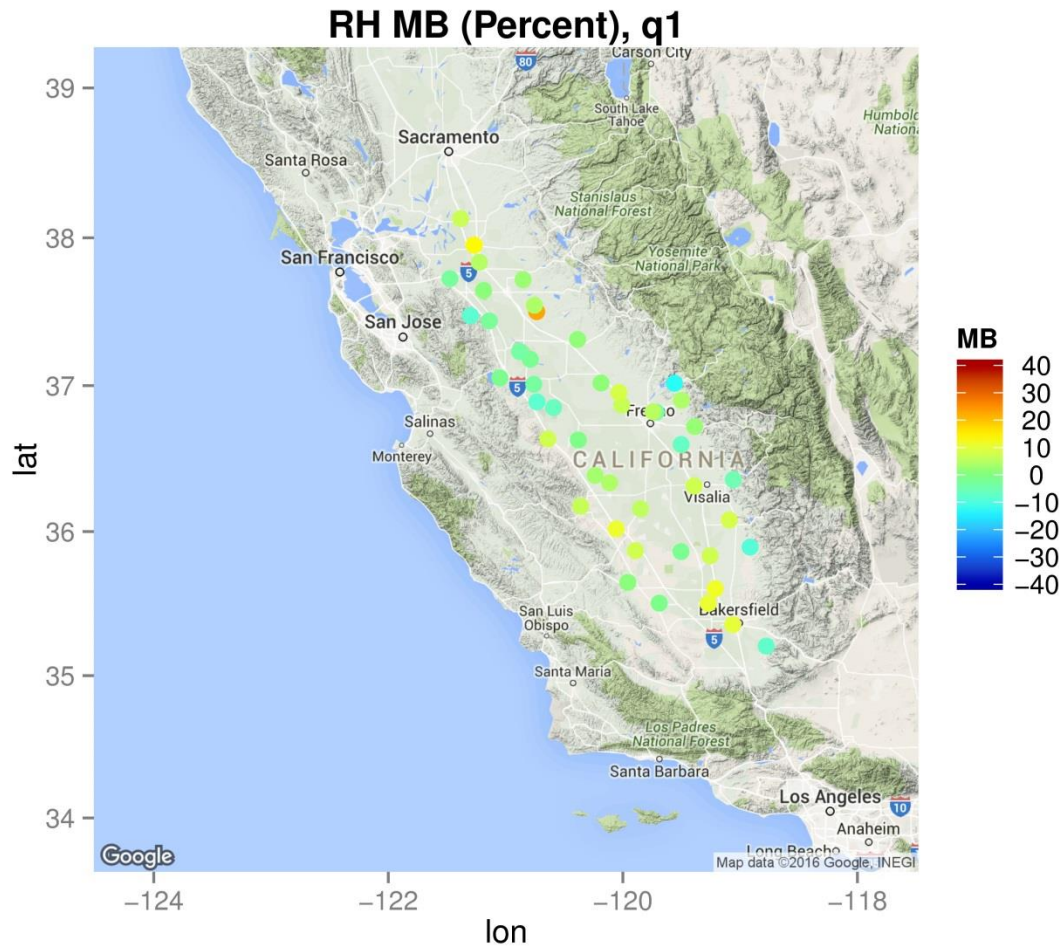 RH MB (Percent), q1
39
38
37
36
35
34
lat
−124
−122
−120
−118
lon
80
Carson City
South Lake
Tahoe
Sacramento
Santa Rosa
Stanislaus
National Forest
Yosemite
National Park
San Francisco
5
San Jose
5
Salinas
Monterey
Fresno
CALIFORNIA
Visalia
San Luis
Obispo
Bakersfield
5
Santa Maria
Los Padres
National Forest
Santa Barbara
Los Angeles
10
Anaheim
Long Beach
Google
Map data ©2016 Google, INEGI
MB
40
30
20
10
0
−10
−20
−30
−40